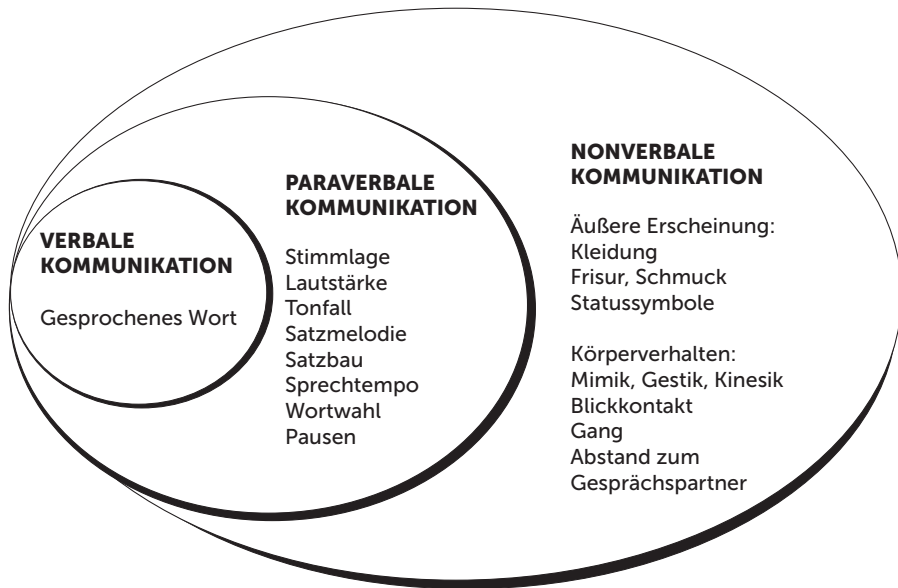 VERBALE
KOMMUNIKATION
Gesprochenes Wort
PARAVERBALE
KOMMUNIKATION
Stimmlage
Lautstärke
Tonfall
Satzmelodie
Satzbau
Sprechtempo
Wortwahl
Pausen
NONVERBALE
KOMMUNIKATION
Äußere Erscheinung:
Kleidung
Frisur, Schmuck
Statussymbole
Körperverhalten:
Mimik, Gestik, Kinesik
Blickkontakt
Gang
Abstand zum
Gesprächspartner